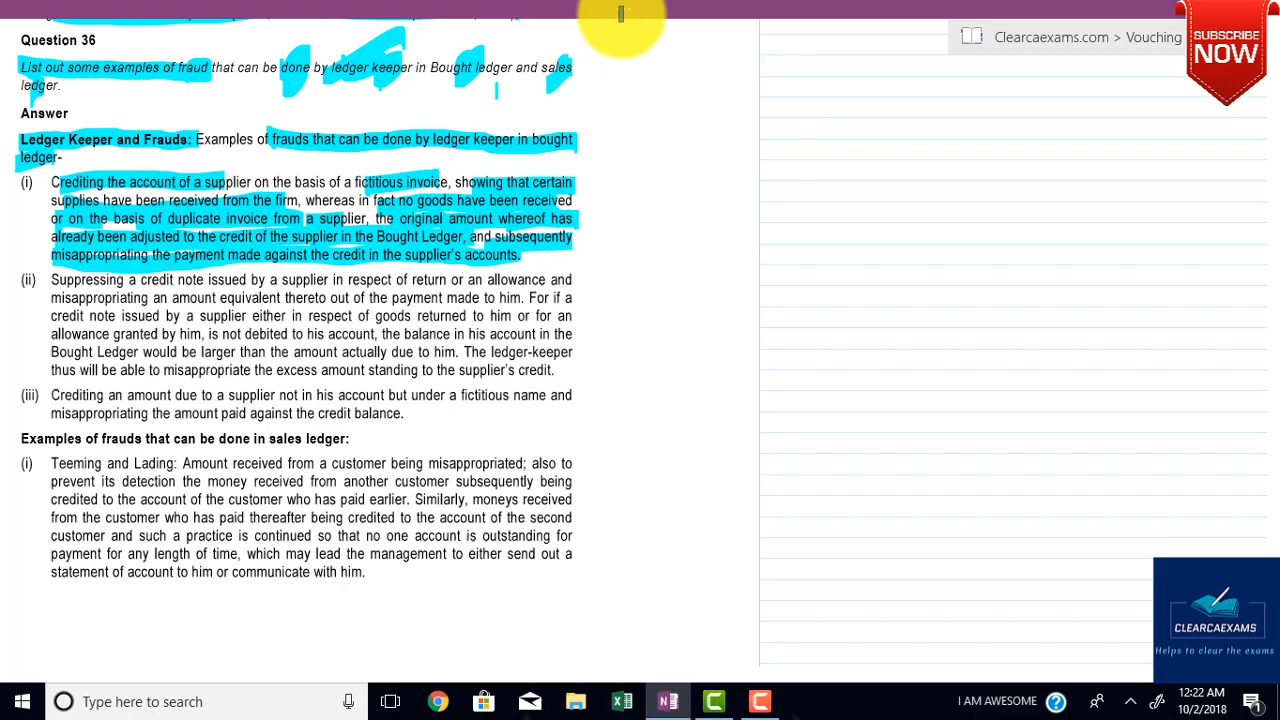 SUBSCRIBE
NOW
Clearcaexams.com > Vouching
Question 36
List out some examples of fraud that can be done by ledger keeper in Bought ledger and sales
ledger.
Answer
Ledger Keeper and Frauds: Examples of frauds that can be done by ledger keeper in bought
ledger-
(i) Crediting the account of a supplier on the basis of a fictitious invoice, showing that certain
supplies have been received from the firm, whereas in fact no goods have been received
or on the basis of duplicate invoice from a supplier, the original amount whereof has
already been adjusted to the credit of the supplier in the Bought Ledger, and subsequently
misappropriating the payment made against the credit in the supplier's accounts.
(ii) Suppressing a credit note issued by a supplier in respect of return or an allowance and
misappropriating an amount equivalent thereto out of the payment made to him. For if a
credit note issued by a supplier either in respect of goods returned to him or for an
allowance granted by him, is not debited to his account, the balance in his account in the
Bought Ledger would be larger than the amount actually due to him. The ledger-keeper
thus will be able to misappropriate the excess amount standing to the supplier's credit.
(iii) Crediting an amount due to a supplier not in his account but under a fictitious name and
misappropriating the amount paid against the credit balance.
Examples of frauds that can be done in sales ledger:
(i) Teeming and Lading: Amount received from a customer being misappropriated; also to
prevent its detection the money received from another customer subsequently being
credited to the account of the customer who has paid earlier. Similarly, moneys received
from the customer who has paid thereafter being credited to the account of the second
customer and such a practice is continued so that no one account is outstanding for
payment for any length of time, which may lead the management to either send out a
statement of account to him or communicate with him.
CLEARCAEXAMS
Helps to clear the exams
Type here to search
I AM AWESOME
12:22 AM
10/2/2018
1